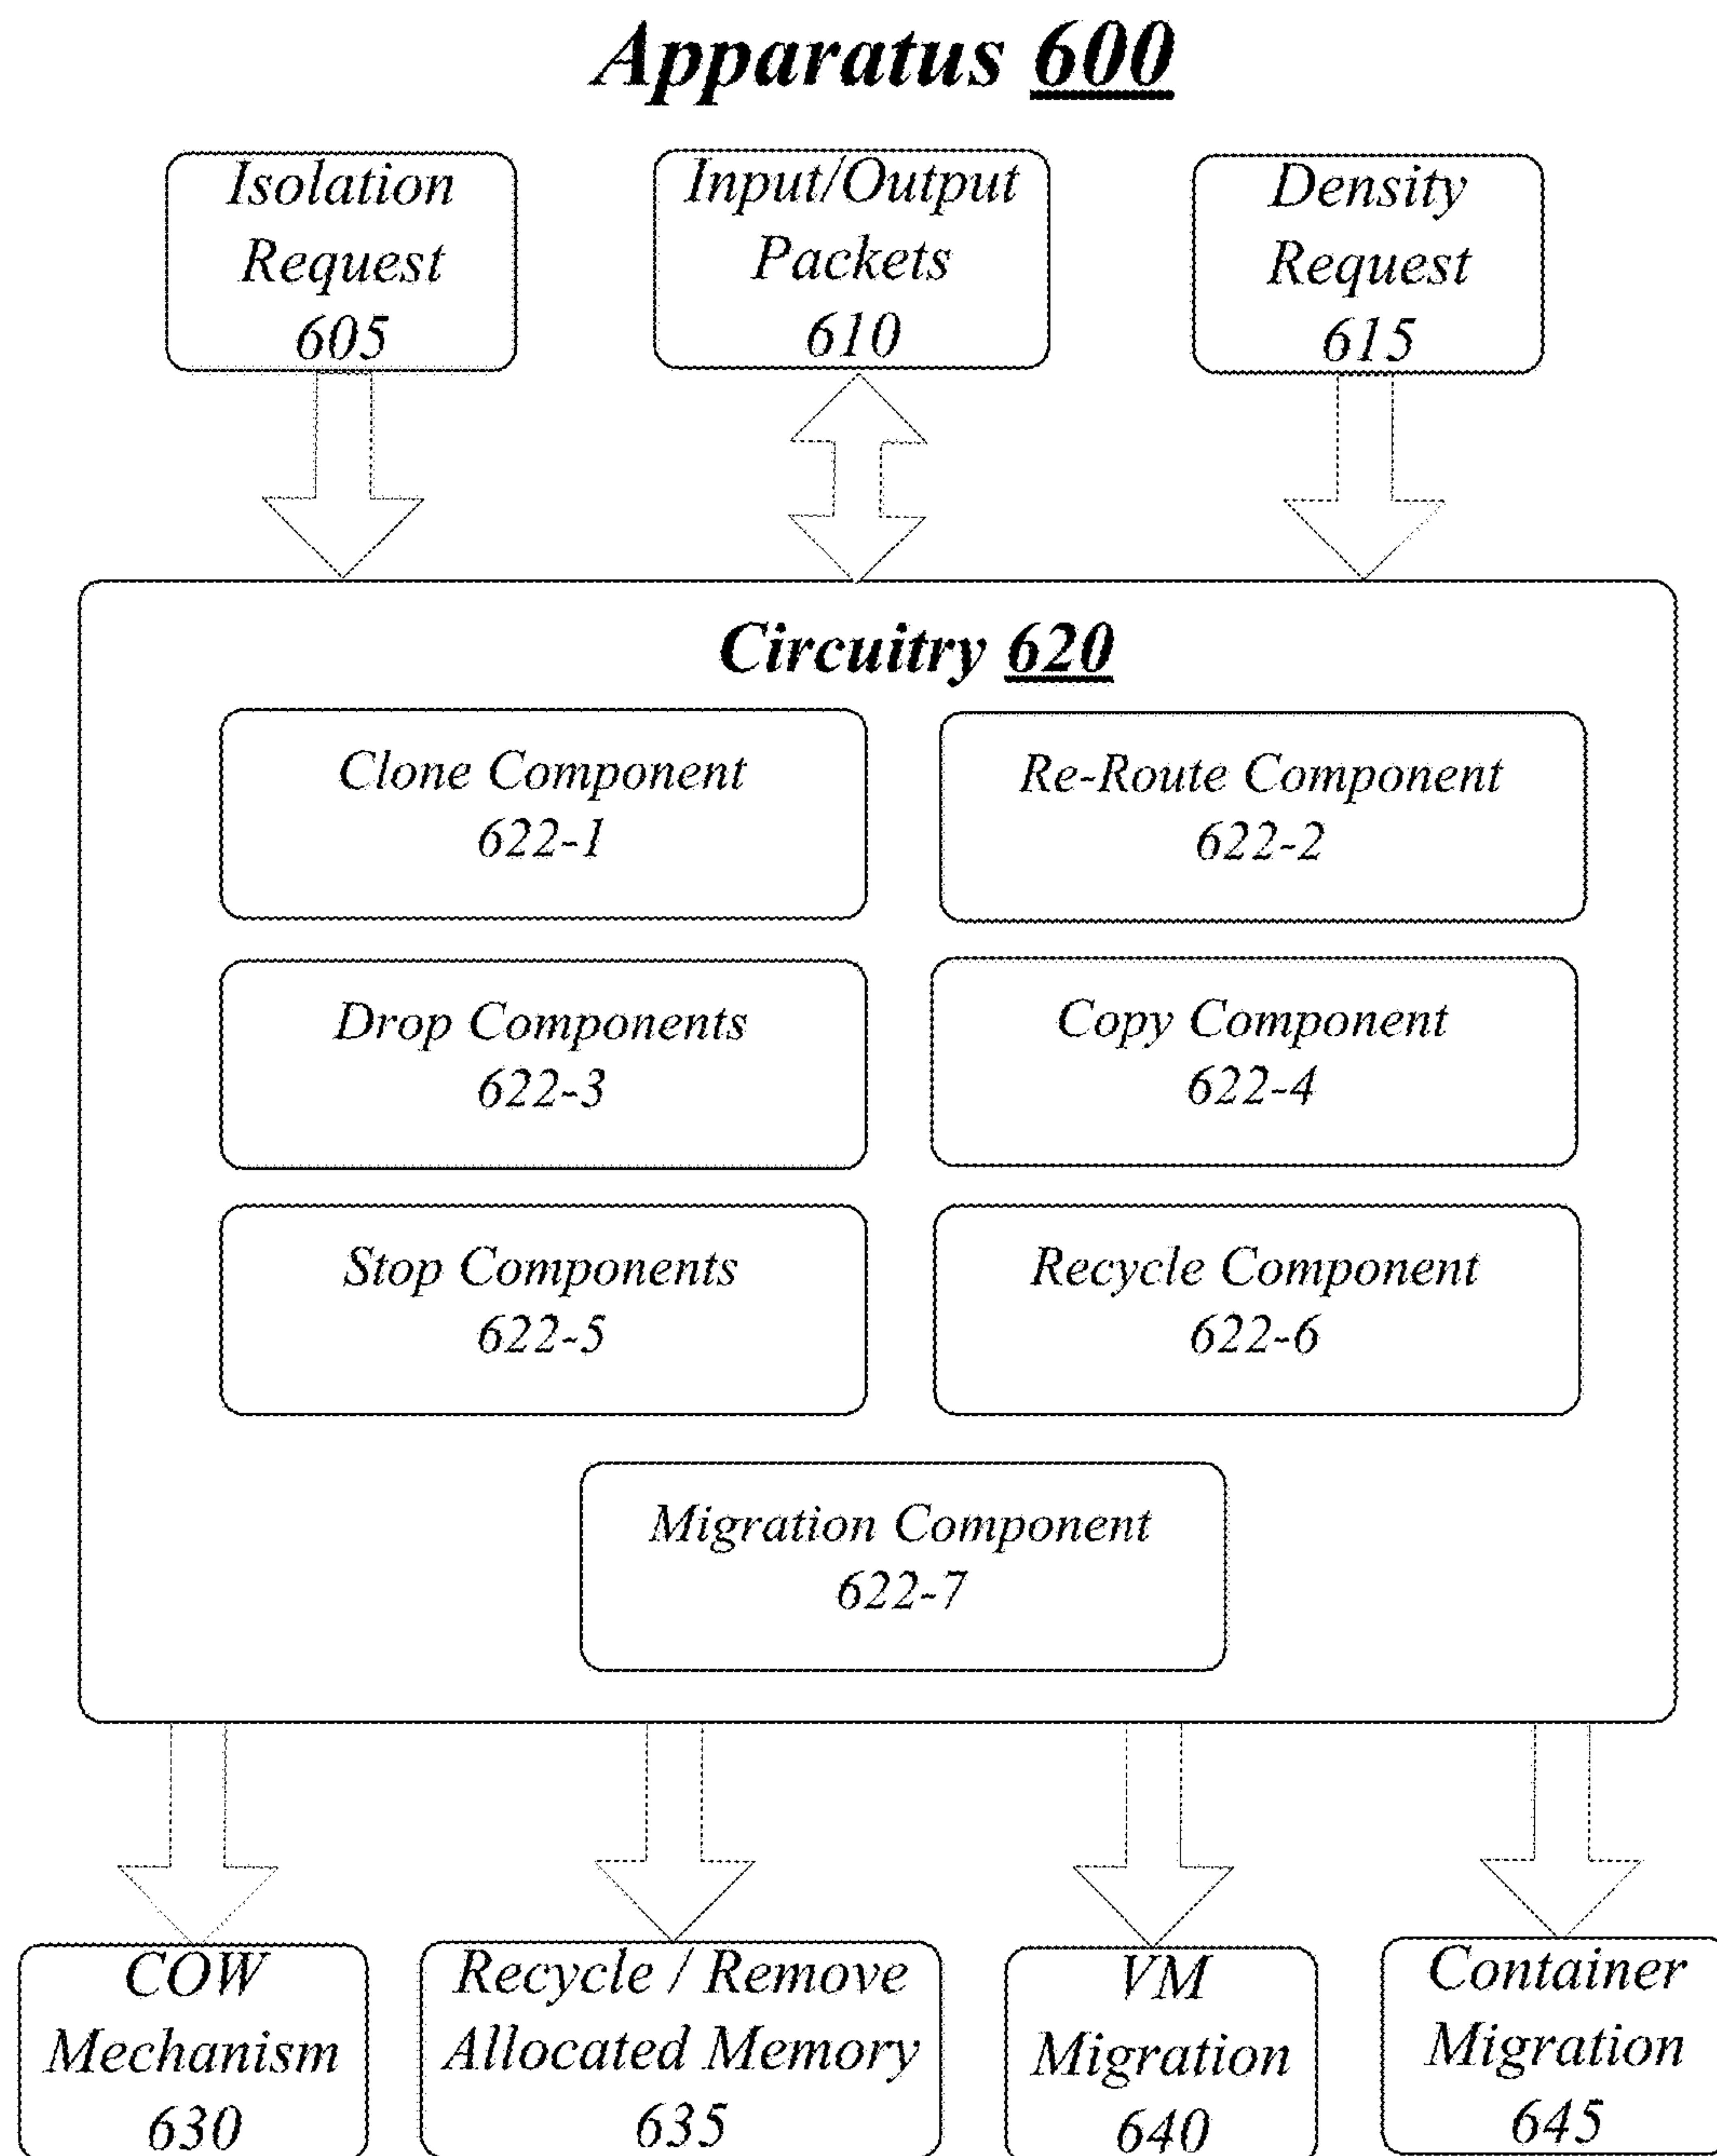 Apparatus 600
Isolation
Request
605
Input/Output
Packets
610
Density
Request
615
Circuitry 620
Clone Component
622-1
Re-Route Component
622-2
Drop Components
622-3
Copy Component
622-4
Stop Components
622-5
Recycle Component
622-6
Migration Component
622-7
COW
Mechanism
630
Recycle / Remove
Allocated Memory
635
VM
Migration
640
Container
Migration
645